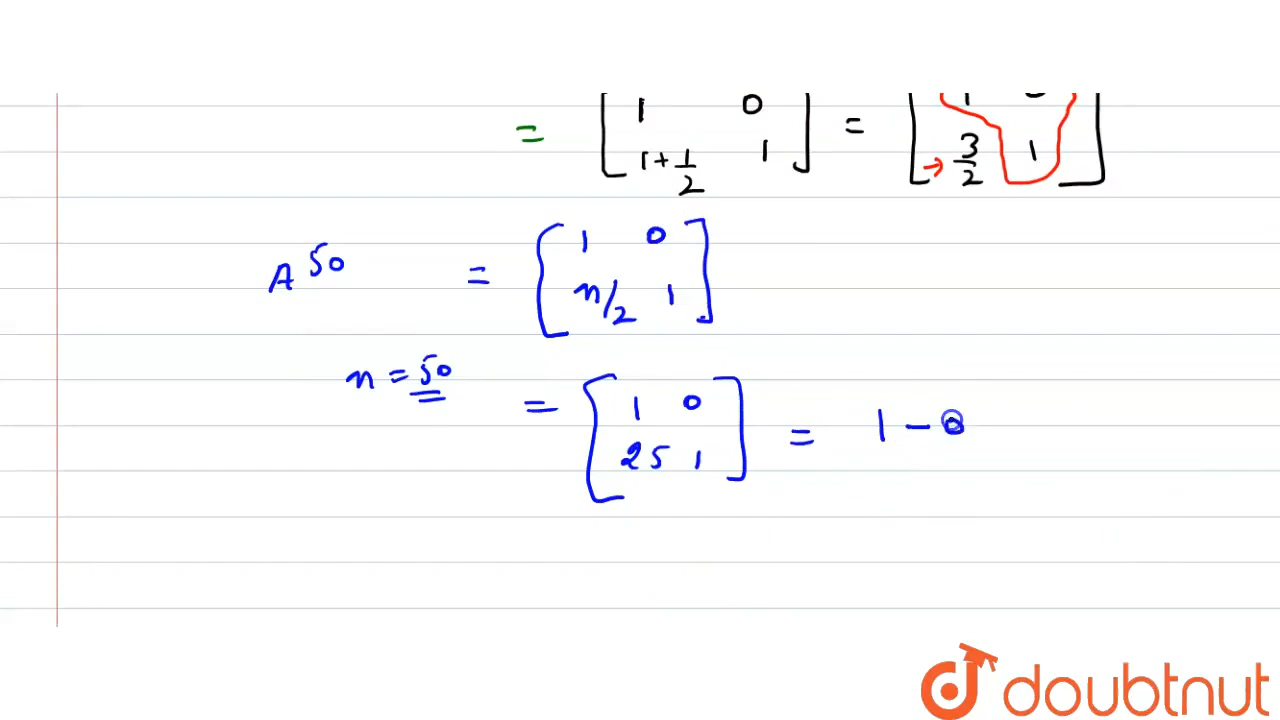 = [1 0 1+1/2 1] = [1 0 3/2 1]
A^50 = [1 0 n/2 1]
n = 50
= [1 0 25 1] = 1 - 0
doubtnut